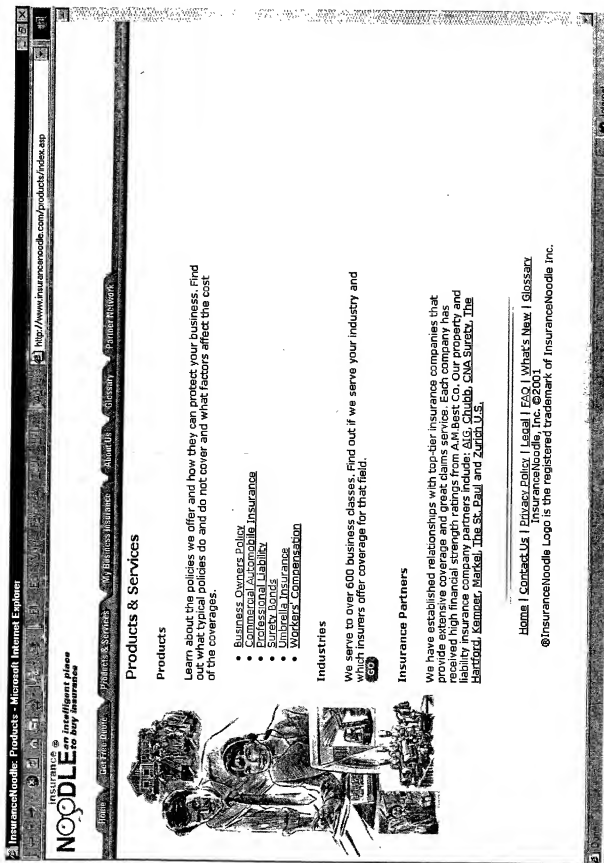 InsuranceNoodle: Products - Microsoft Internet Explorer
http://www.insurancenoodle.com/products/index.asp
insurance ®
NOODLE an intelligent place
to buy insurance
Home
Get Free Quote
Products & Services
My Business Insurance
About Us
Glossary
Partner Network
Products & Services
Products
Learn about the policies we offer and how they can protect your business. Find
out what typical policies do and do not cover and what factors affect the cost
of the coverages.
• Business Owners Policy
• Commercial Automobile Insurance
• Professional Liability
• Surety Bonds
• Umbrella Insurance
• Workers' Compensation
Industries
We serve to over 600 business classes. Find out if we serve your industry and
which insurers offer coverage for that field.
GO
Insurance Partners
We have established relationships with top-tier insurance companies that
provide extensive coverage and great claims service. Each company has
received high financial strength ratings from A.M.Best Co. Our property and
liability insurance company partners include: AIG, Chubb, CNA Surety, The
Hartford, Kemper, Markel, The St. Paul and Zurich U.S.
Home | Contact Us | Privacy Policy | Legal | FAQ | What's New | Glossary
InsuranceNoodle, Inc. ©2001
®InsuranceNoodle Logo is the registered trademark of InsuranceNoodle Inc.